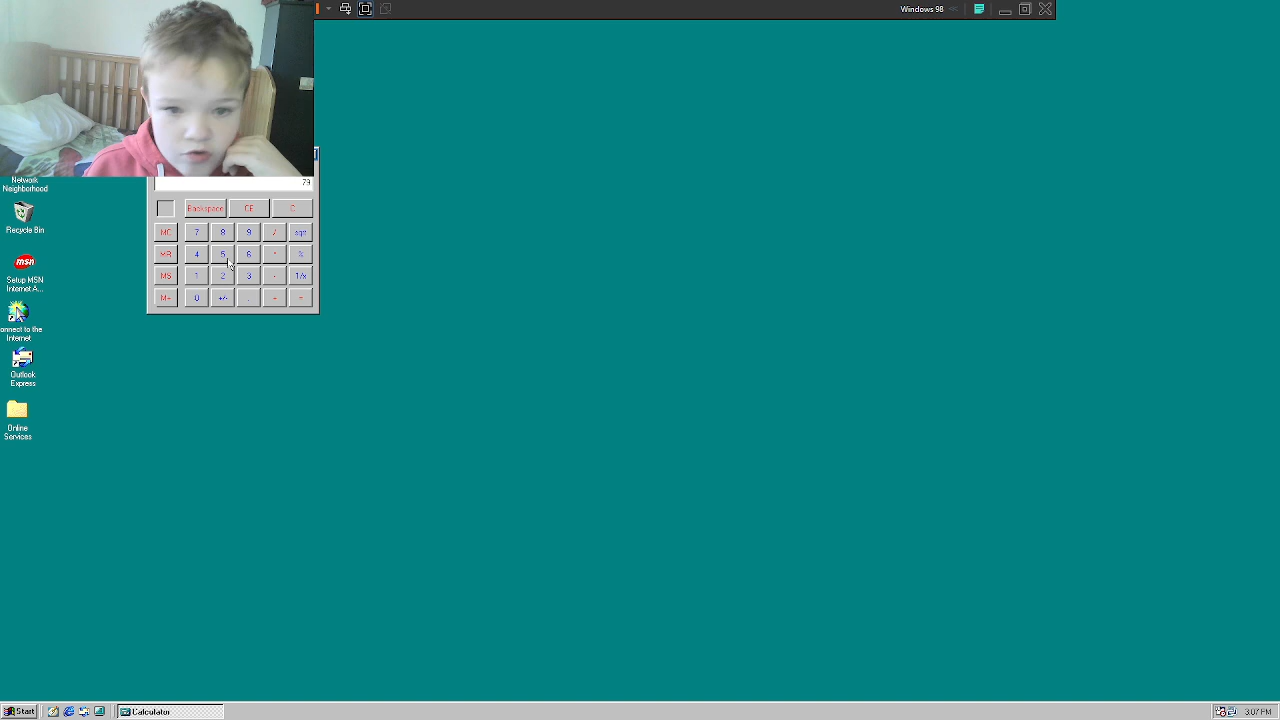 Windows 98
Network
Neighborhood
Recycle Bin
msn
Setup MSN
Internet A...
onnect to the
Internet
Outlook
Express
Online
Services
Backspace CE C
MC 7 8 9 / sqrt
MR 4 5 6 * %
MS 1 2 3 - 1/x
M+ 0 +/- . + =
Start
Calculator
3:07 PM